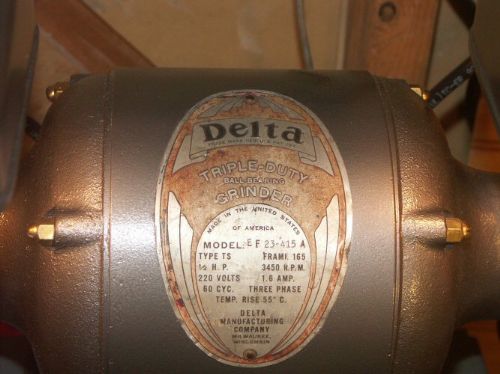 Delta
TRIPLE-DUTY
BALL-BEARING
GRINDER
MADE IN THE UNITED STATES
OF AMERICA
MODEL: EF 23-415 A
TYPE TS FRAME. 165
½ H.P. 3450 R.P.M.
220 VOLTS 1.6 AMP.
60 CYC. THREE PHASE
TEMP. RISE 55° C.
DELTA
MANUFACTURING
COMPANY
MILWAUKEE,
WISCONSIN